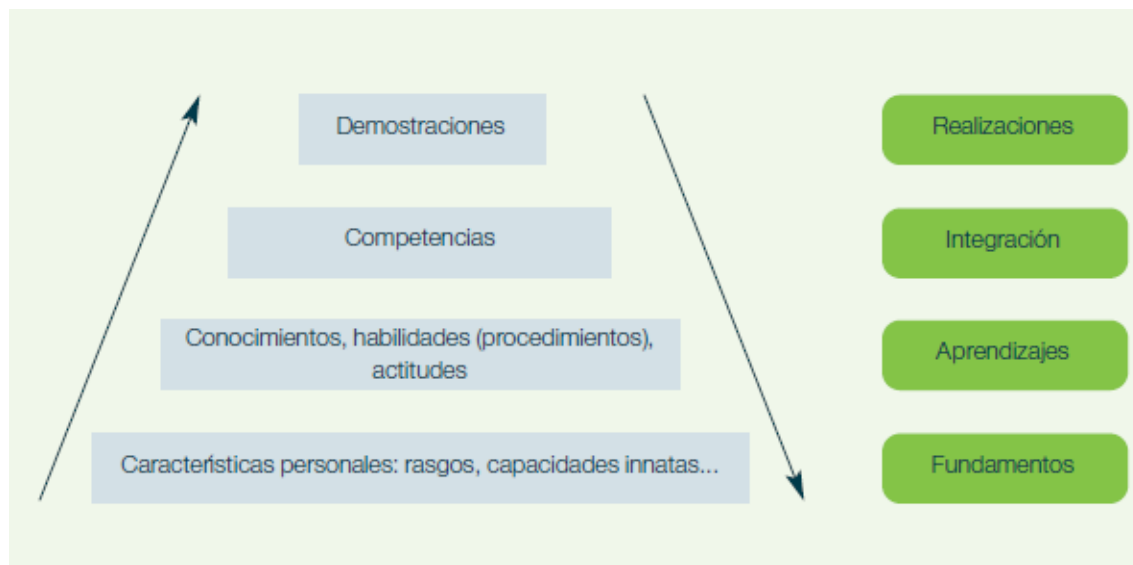 Demostraciones
Realizaciones
Competencias
Integración
Conocimientos, habilidades (procedimientos),
actitudes
Aprendizajes
Características personales: rasgos, capacidades innatas...
Fundamentos